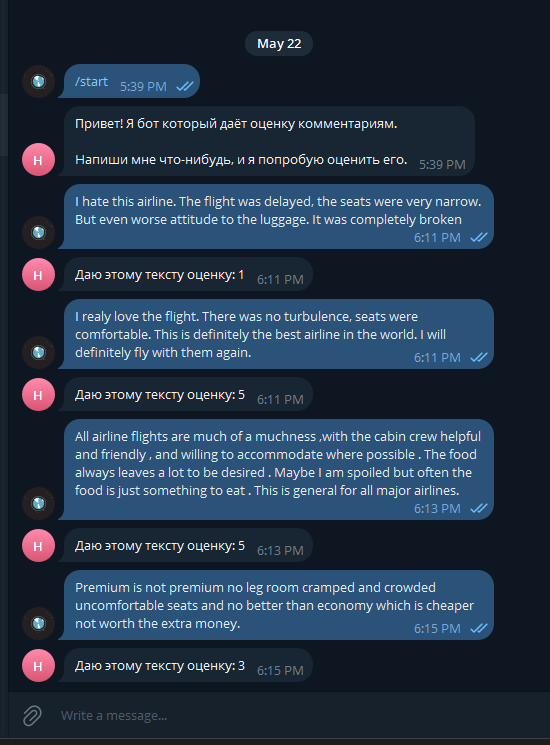 May 22
/start 5:39 PM
Привет! Я бот который даёт оценку комментариям.
Напиши мне что-нибудь, и я попробую оценить его. 5:39 PM
H
I hate this airline. The flight was delayed, the seats were very narrow.
But even worse attitude to the luggage. It was completely broken
6:11 PM
H
Даю этому тексту оценку: 1 6:11 PM
I realy love the flight. There was no turbulence, seats were
comfortable. This is definitely the best airline in the world. I will
definitely fly with them again.
6:11 PM
H
Даю этому тексту оценку: 5 6:11 PM
All airline flights are much of a muchness ,with the cabin crew helpful
and friendly , and willing to accommodate where possible . The food
always leaves a lot to be desired . Maybe I am spoiled but often the
food is just something to eat . This is general for all major airlines.
6:13 PM
H
Даю этому тексту оценку: 5 6:13 PM
Premium is not premium no leg room cramped and crowded
uncomfortable seats and no better than economy which is cheaper
not worth the extra money.
6:15 PM
H
Даю этому тексту оценку: 3 6:15 PM
Write a message...